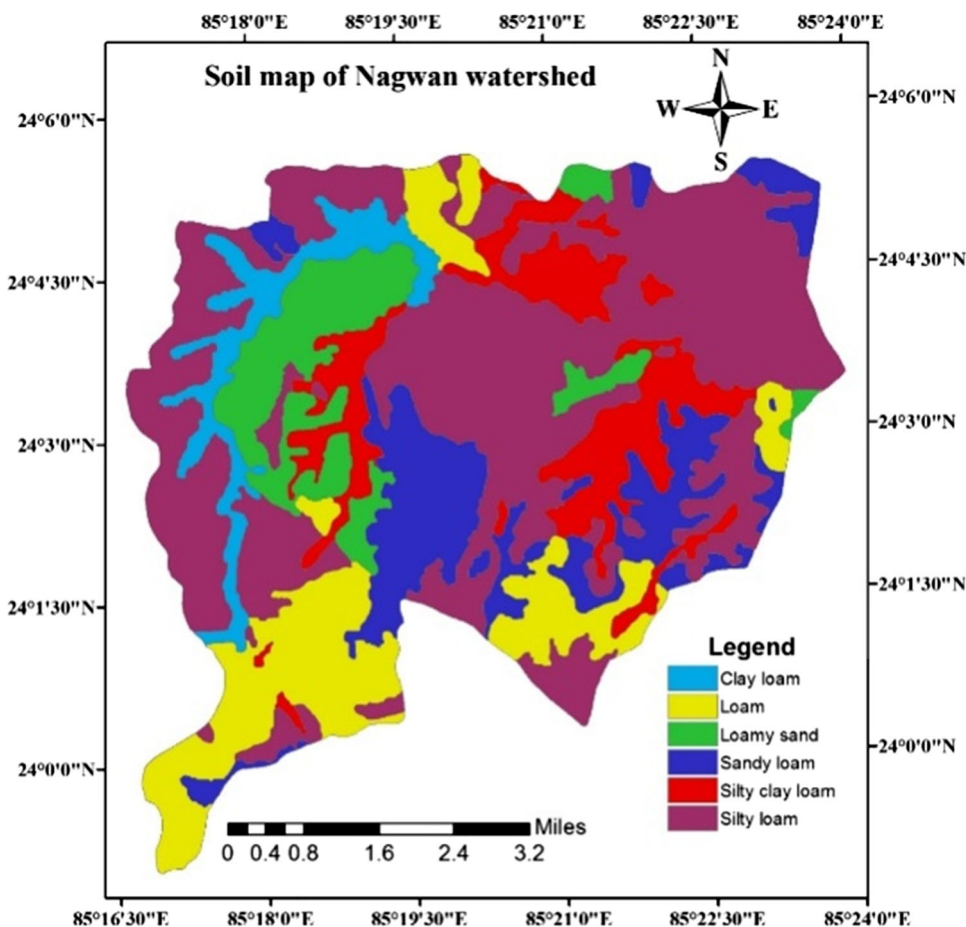 85°18'0"E 85°19'30"E 85°21'0"E 85°22'30"E 85°24'0"E
Soil map of Nagwan watershed
N
W E
S
24°6'0"N
24°6'0"N
24°4'30"N
24°4'30"N
24°3'0"N
24°3'0"N
24°1'30"N
24°1'30"N
24°0'0"N
24°0'0"N
Legend
Clay loam
Loam
Loamy sand
Sandy loam
Silty clay loam
Silty loam
Miles
0 0.4 0.8 1.6 2.4 3.2
85°16'30"E 85°18'0"E 85°19'30"E 85°21'0"E 85°22'30"E 85°24'0"E